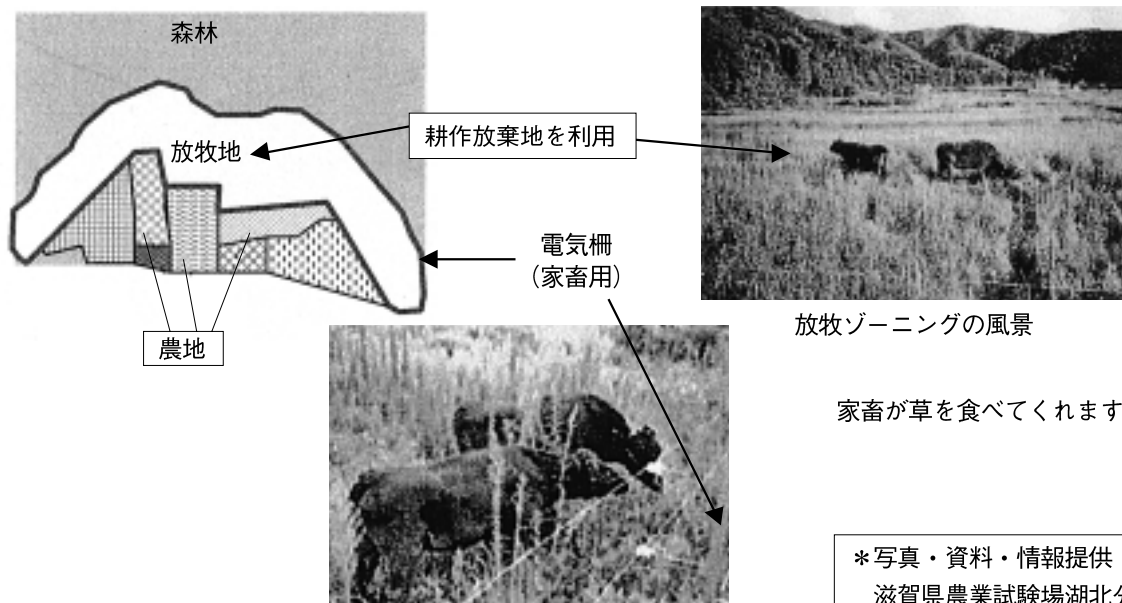 森林
放牧地
耕作放棄地を利用
電気柵
（家畜用）
農地
放牧ゾーニングの風景
家畜が草を食べてくれます
＊写真・資料・情報提供
滋賀県農業試験場湖北分